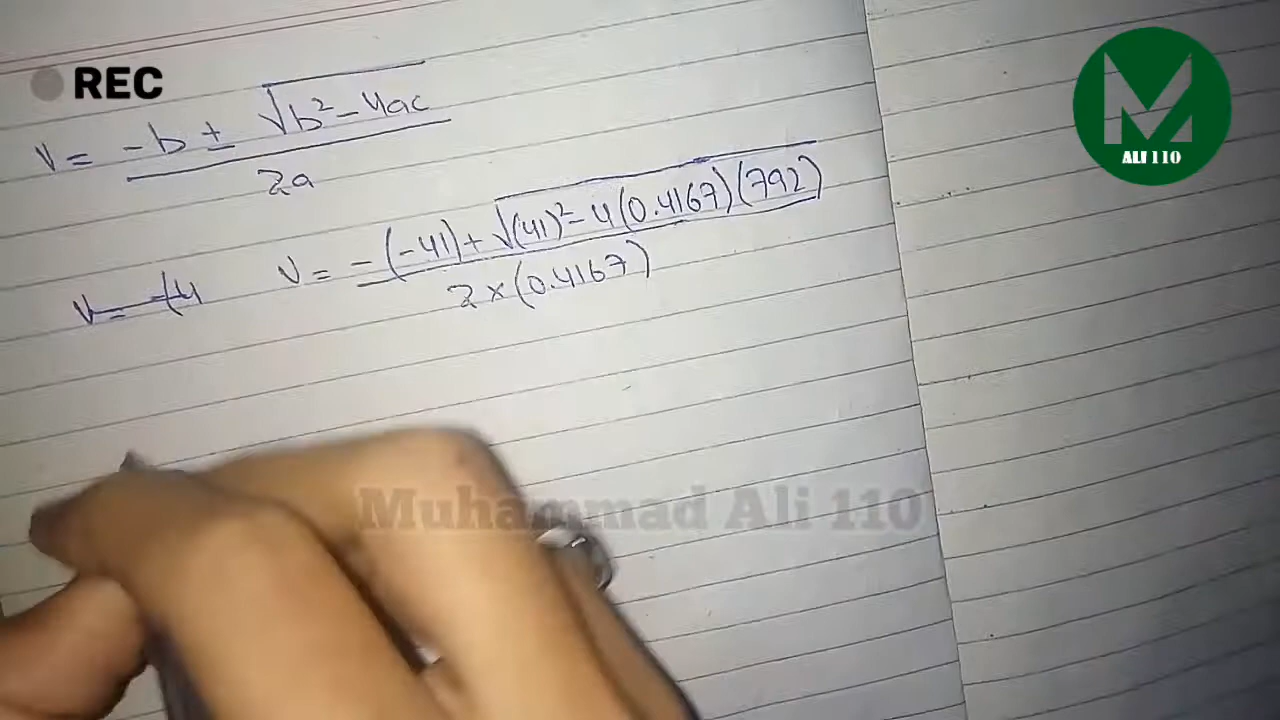 REC
M
ALI 110
V = -b ± √b² - 4ac
2a
V = -(4
V = -(-41) + √(41)² - 4(0.4167)(792)
2 × (0.4167)
Muhammad Ali 110